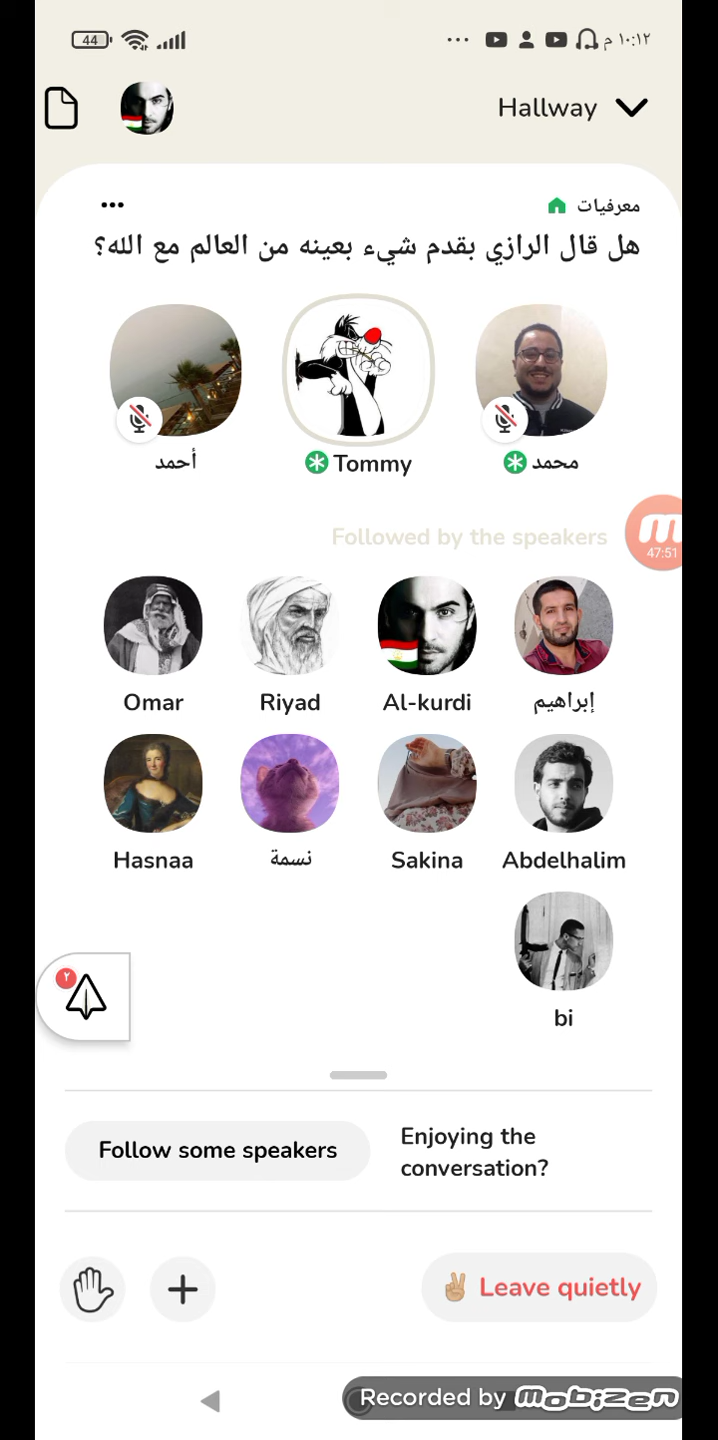 44
... م ١٠:١٢
Hallway
معرفيات
...
هل قال الرازي بقدم شيء بعينه من العالم مع الله؟
أحمد
Tommy
محمد
Followed by the speakers
47:51
Omar
Riyad
Al-kurdi
إبراهيم
Hasnaa
نسمة
Sakina
Abdelhalim
bi
٢
Follow some speakers
Enjoying the
conversation?
Leave quietly
Recorded by mobizen